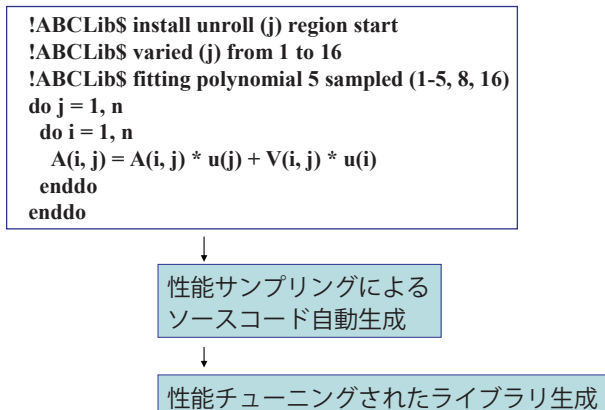 !ABCLib$ install unroll (j) region start
!ABCLib$ varied (j) from 1 to 16
!ABCLib$ fitting polynomial 5 sampled (1-5, 8, 16)
do j = 1, n
do i = 1, n
A(i, j) = A(i, j) * u(j) + V(i, j) * u(i)
enddo
enddo
性能サンプリングによる
ソースコード自動生成
性能チューニングされたライブラリ生成